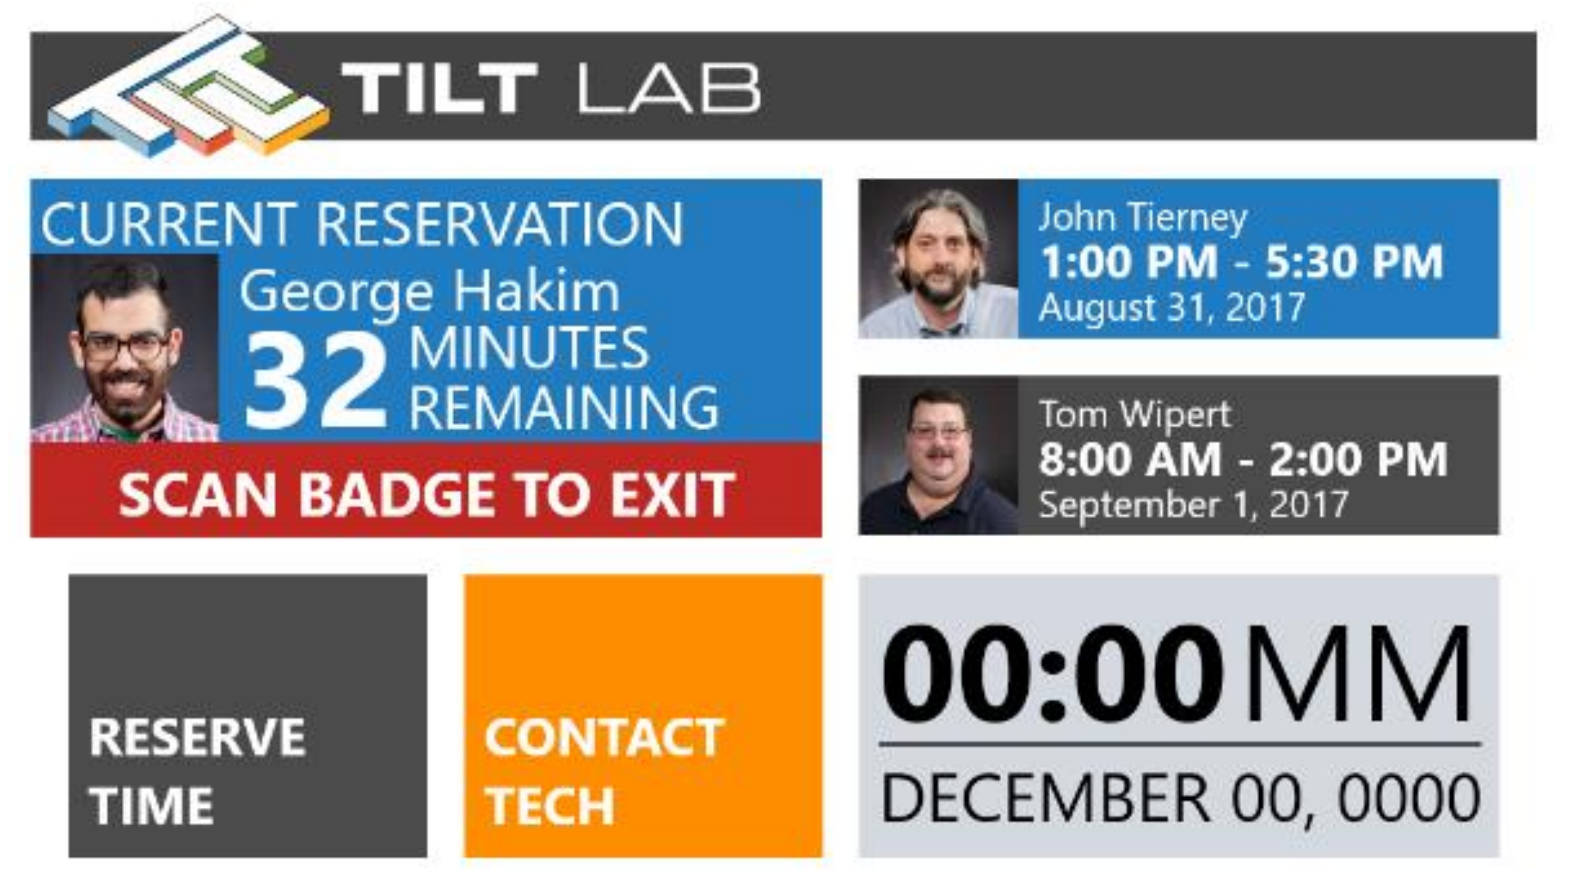 TILT LAB
CURRENT RESERVATION
George Hakim
32 MINUTES
REMAINING
SCAN BADGE TO EXIT
John Tierney
1:00 PM - 5:30 PM
August 31, 2017
Tom Wipert
8:00 AM - 2:00 PM
September 1, 2017
RESERVE
TIME
CONTACT
TECH
00:00 MM
DECEMBER 00, 0000